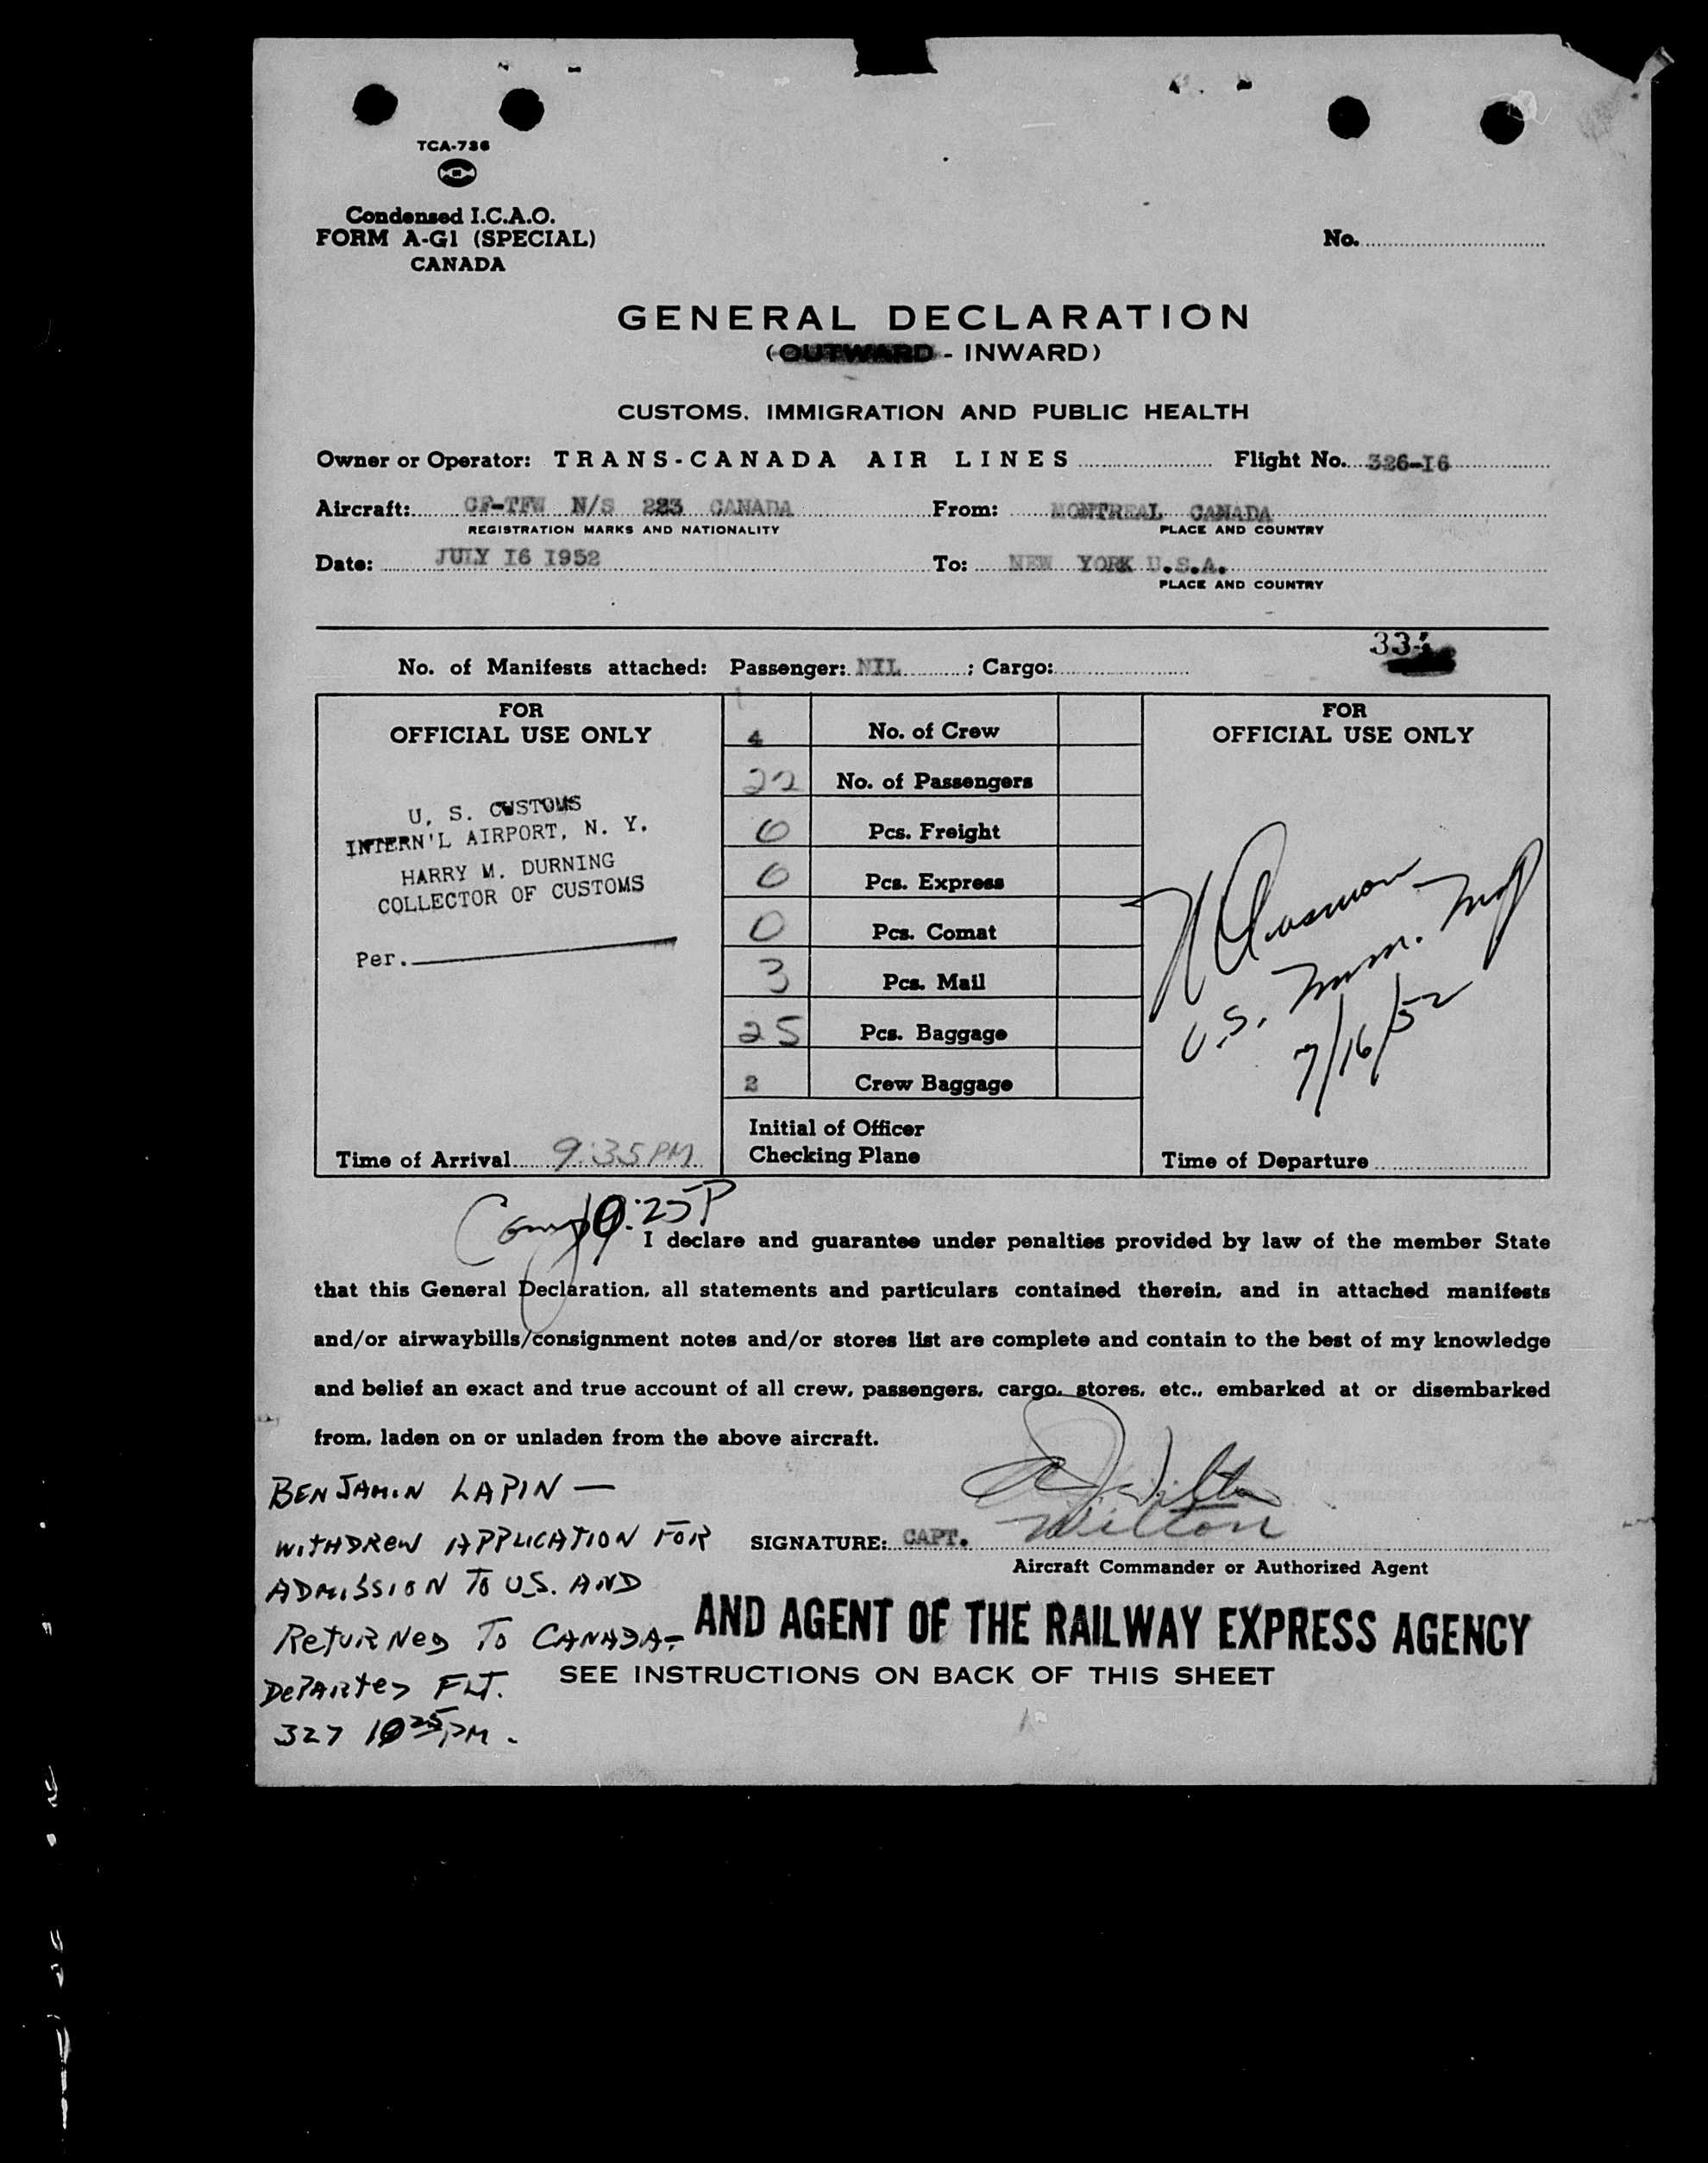 TCA-736
Condensed I.C.A.O.
FORM A-G1 (SPECIAL)
CANADA
No.
GENERAL DECLARATION
(OUTWARD - INWARD)
CUSTOMS, IMMIGRATION AND PUBLIC HEALTH
Owner or Operator: TRANS-CANADA AIR LINES Flight No. 326-I6
Aircraft: CF-TFW N/S 223 CANADA From: MONTREAL CANADA
REGISTRATION MARKS AND NATIONALITY PLACE AND COUNTRY
Date: JULY I6 I952 To: NEW YORK U.S.A.
PLACE AND COUNTRY
No. of Manifests attached: Passenger: NIL ; Cargo:
FOR
OFFICIAL USE ONLY
U. S. CUSTOMS
INTERN'L AIRPORT, N. Y.
HARRY M. DURNING
COLLECTOR OF CUSTOMS
Per.
Time of Arrival 9:35 PM
4 No. of Crew
22 No. of Passengers
0 Pcs. Freight
0 Pcs. Express
0 Pcs. Comat
3 Pcs. Mail
25 Pcs. Baggage
2 Crew Baggage
Initial of Officer
Checking Plane
FOR
OFFICIAL USE ONLY
U.S. Imm. Insp
7/16/52
Time of Departure
10:25 P
I declare and guarantee under penalties provided by law of the member State
that this General Declaration, all statements and particulars contained therein, and in attached manifests
and/or airwaybills/consignment notes and/or stores list are complete and contain to the best of my knowledge
and belief an exact and true account of all crew, passengers, cargo, stores, etc., embarked at or disembarked
from, laden on or unladen from the above aircraft.
BENJAMIN LAPIN —
WITHDREW APPLICATION FOR
ADMISSION TO U.S. AND
RETURNED TO CANADA-
DEPARTED FLT.
327 10 25 PM.
SIGNATURE: CAPT. Wilton
Aircraft Commander or Authorized Agent
AND AGENT OF THE RAILWAY EXPRESS AGENCY
SEE INSTRUCTIONS ON BACK OF THIS SHEET